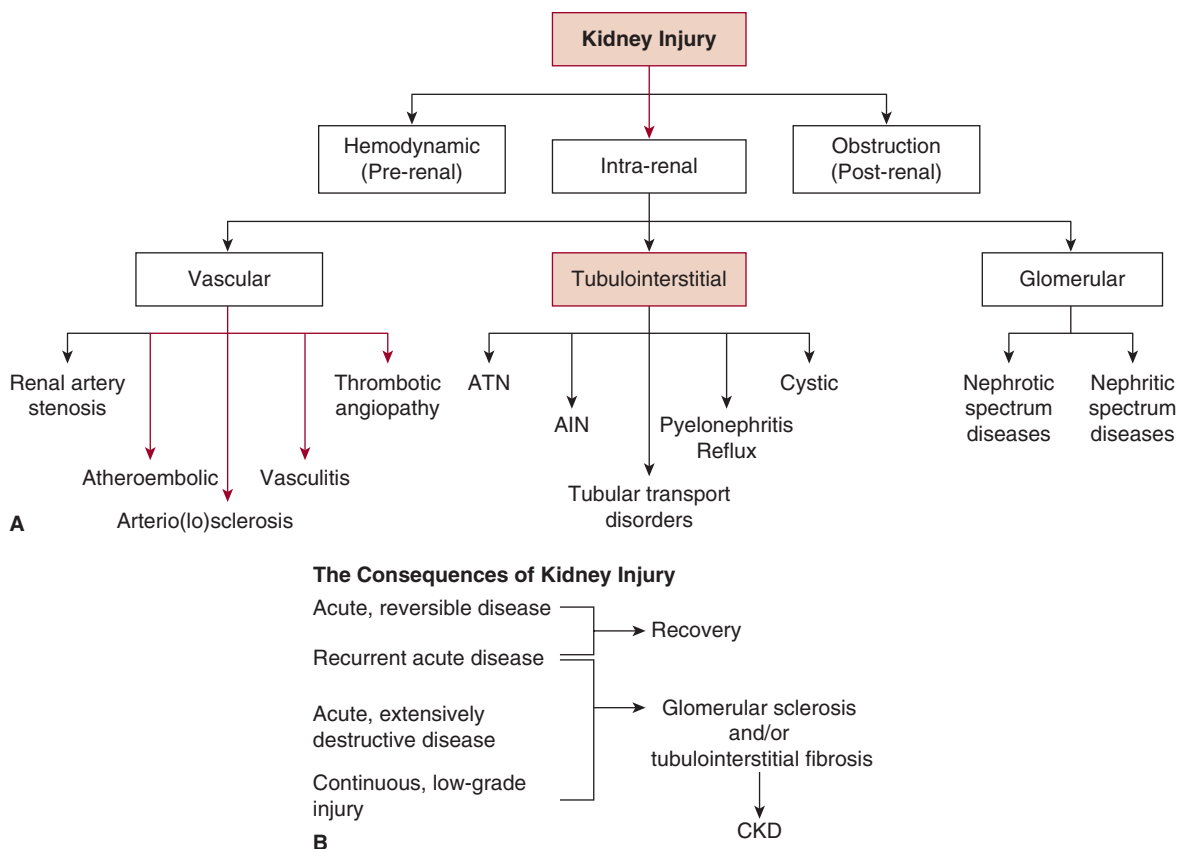 Kidney Injury
Hemodynamic
(Pre-renal)
Intra-renal
Obstruction
(Post-renal)
Vascular
Tubulointerstitial
Glomerular
Renal artery
stenosis
Atheroembolic
Arterio(lo)sclerosis
Vasculitis
Thrombotic
angiopathy
ATN
AIN
Tubular transport
disorders
Pyelonephritis
Reflux
Cystic
Nephrotic
spectrum
diseases
Nephritic
spectrum
diseases
A
The Consequences of Kidney Injury
Acute, reversible disease
Recovery
Recurrent acute disease
Acute, extensively
destructive disease
Continuous, low-grade
injury
Glomerular sclerosis
and/or
tubulointerstitial fibrosis
CKD
B